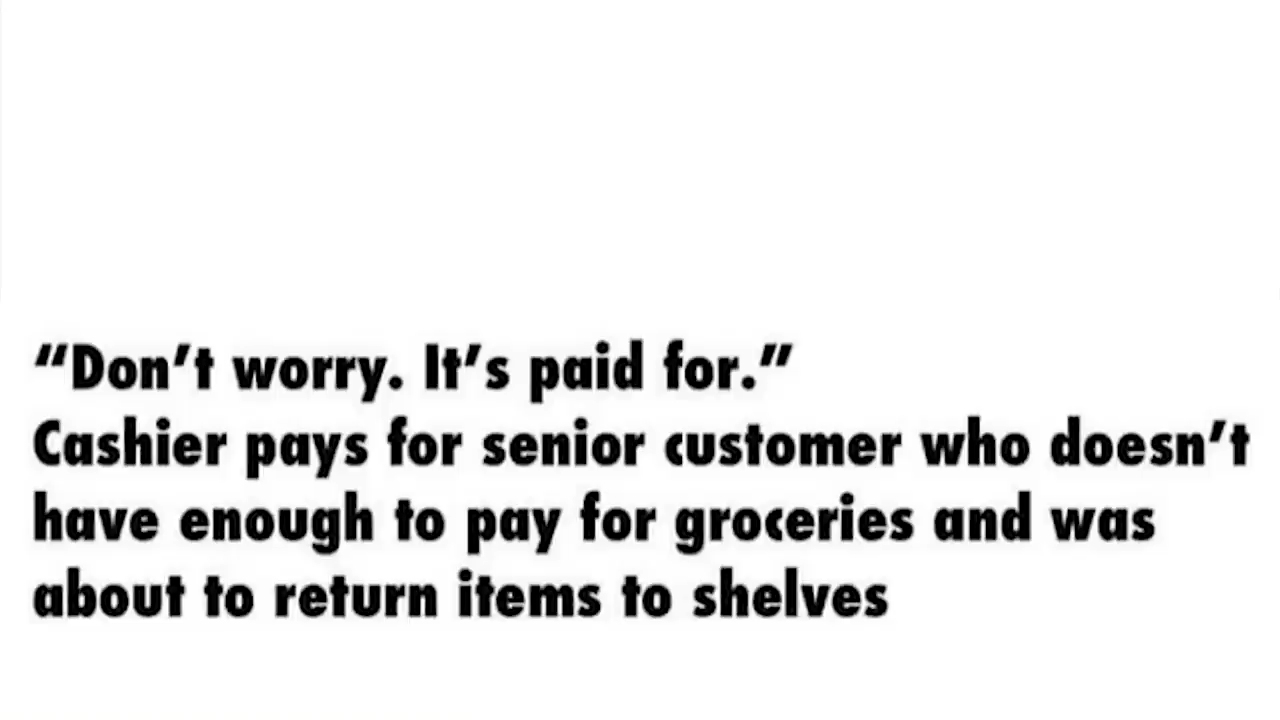 “Don’t worry. It’s paid for.”
Cashier pays for senior customer who doesn’t
have enough to pay for groceries and was
about to return items to shelves